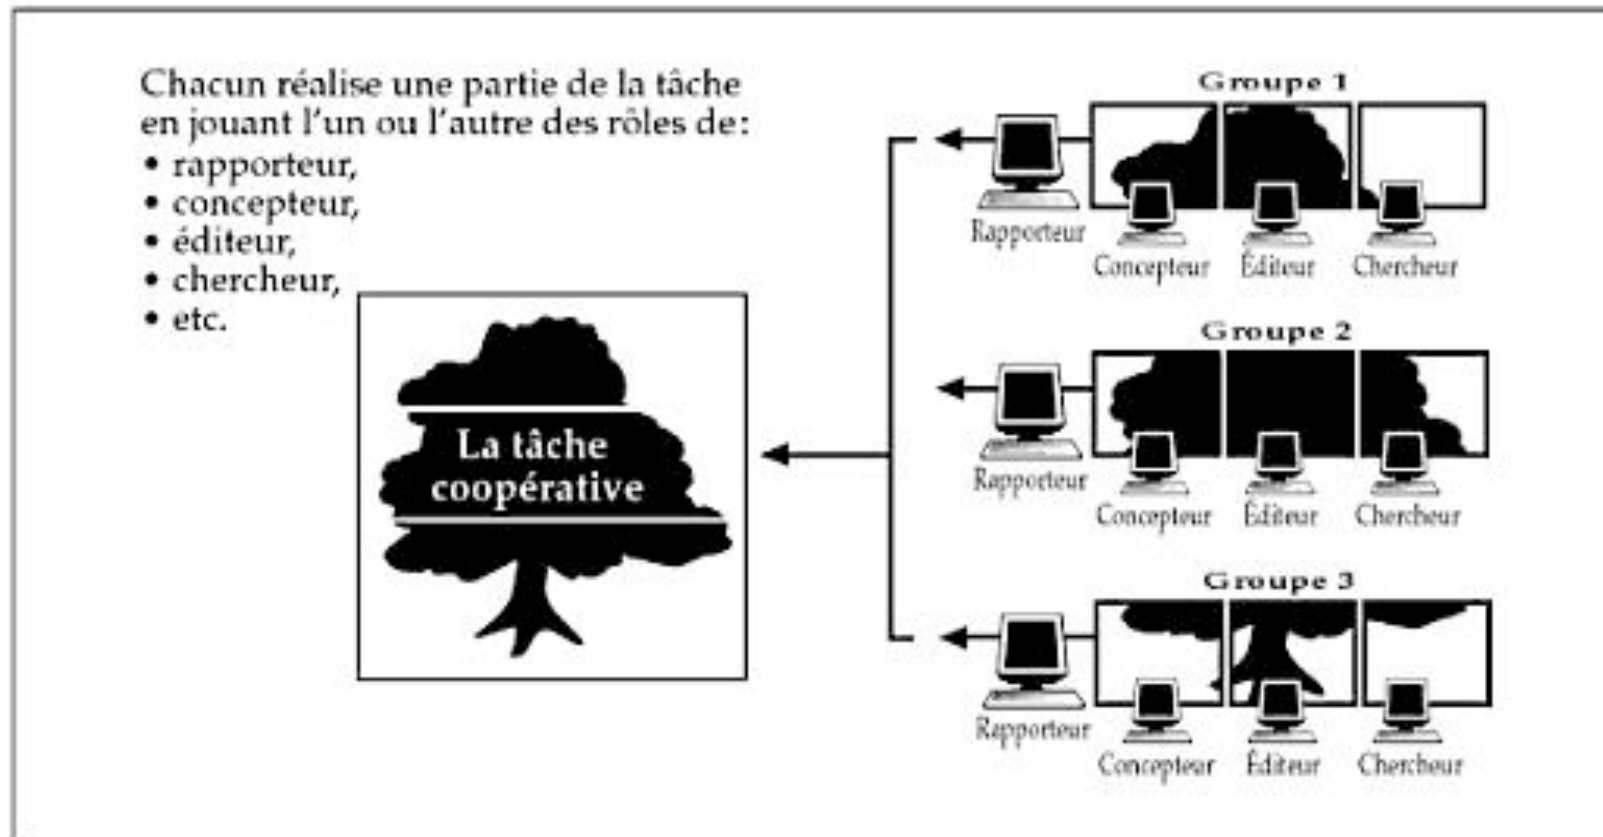 Chacun réalise une partie de la tâche
en jouant l'un ou l'autre des rôles de:
• rapporteur,
• concepteur,
• éditeur,
• chercheur,
• etc.
La tâche
coopérative
Groupe 1
Rapporteur
Concepteur Éditeur Chercheur
Groupe 2
Rapporteur
Concepteur Éditeur Chercheur
Groupe 3
Rapporteur
Concepteur Éditeur Chercheur